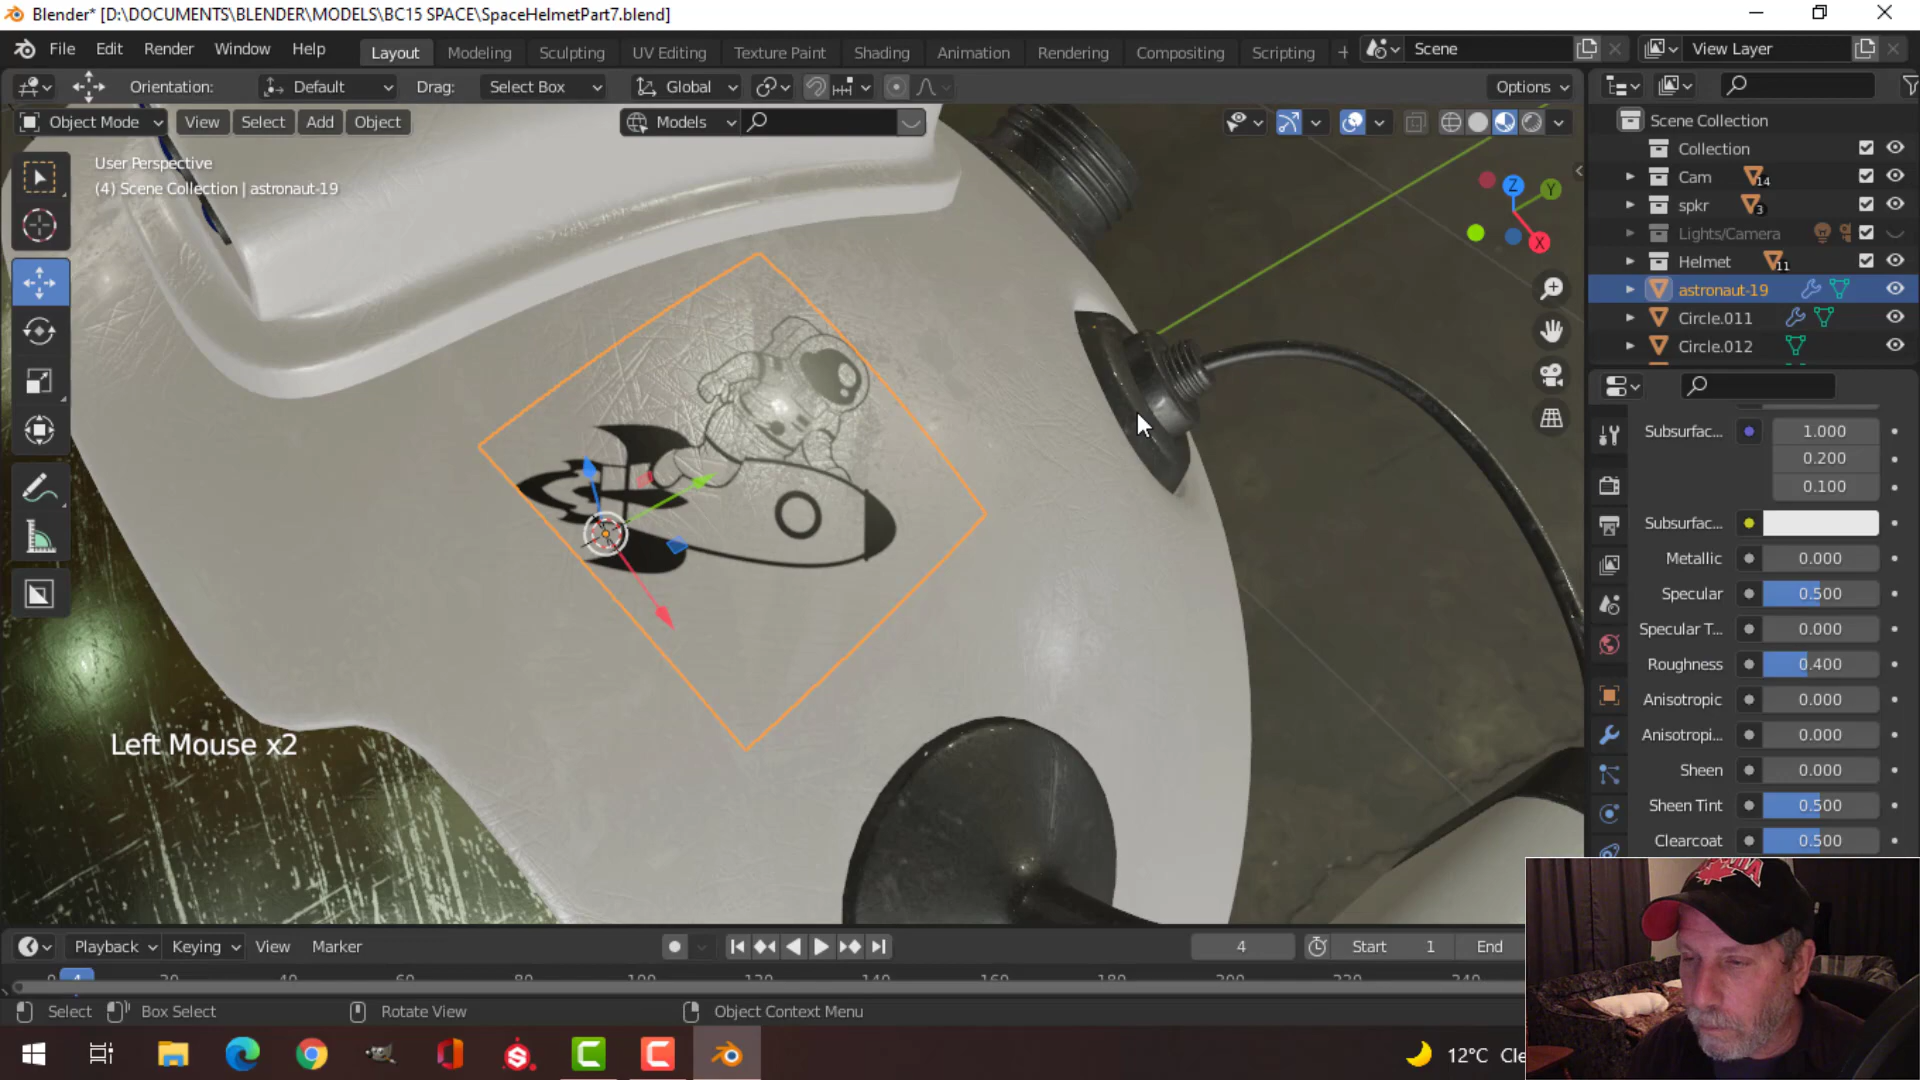 Blender* [D:\DOCUMENTS\BLENDER\MODELS\BC15 SPACE\SpaceHelmetPart7.blend]
File Edit Render Window Help
Layout Modeling Sculpting UV Editing Texture Paint Shading Animation Rendering Compositing Scripting +
Scene
View Layer
Orientation: Default Drag: Select Box Global Options
Object Mode View Select Add Object Models
User Perspective
(4) Scene Collection | astronaut-19
Z Y X
Scene Collection
Collection
Cam 14
spkr 3
Lights/Camera
Helmet 11
astronaut-19
Circle.011
Circle.012
Subsurfac... 1.000
0.200
0.100
Subsurfac...
Metallic 0.000
Specular 0.500
Specular T... 0.000
Roughness 0.400
Anisotropic 0.000
Anisotropi... 0.000
Sheen 0.000
Sheen Tint 0.500
Clearcoat 0.500
Left Mouse x2
Playback Keying View Marker 4 Start 1 End
4
Select Box Select Rotate View Object Context Menu
12°C Cle